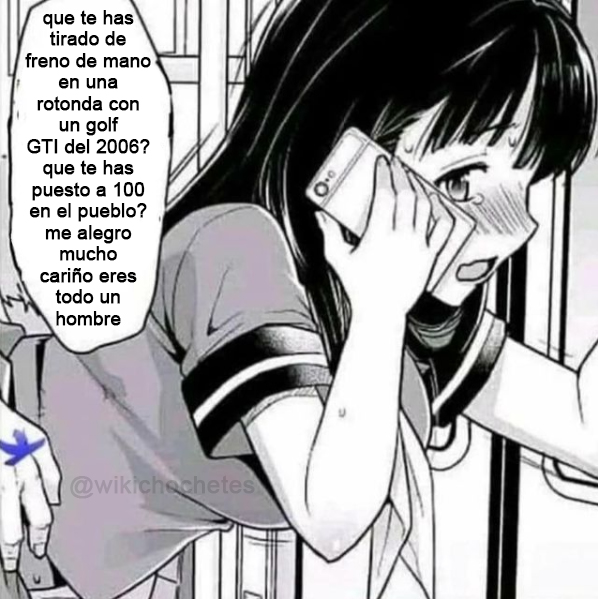 que te has
tirado de
freno de mano
en una
rotonda con
un golf
GTI del 2006?
que te has
puesto a 100
en el pueblo?
me alegro
mucho
cariño eres
todo un
hombre
@wikichochetes